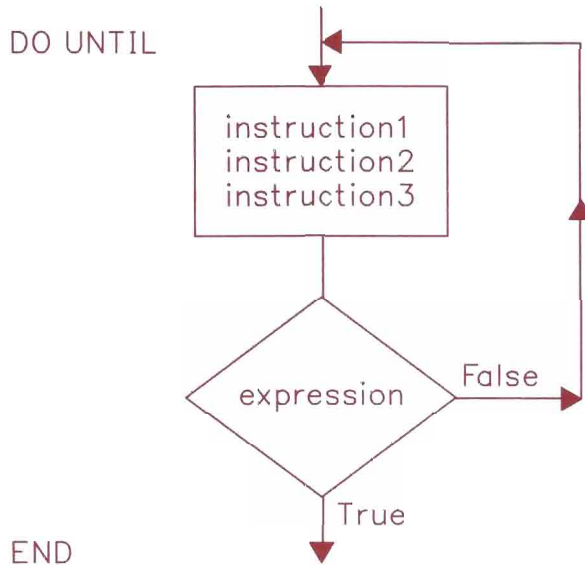 DO UNTIL
instruction1
instruction2
instruction3
expression
False
True
END